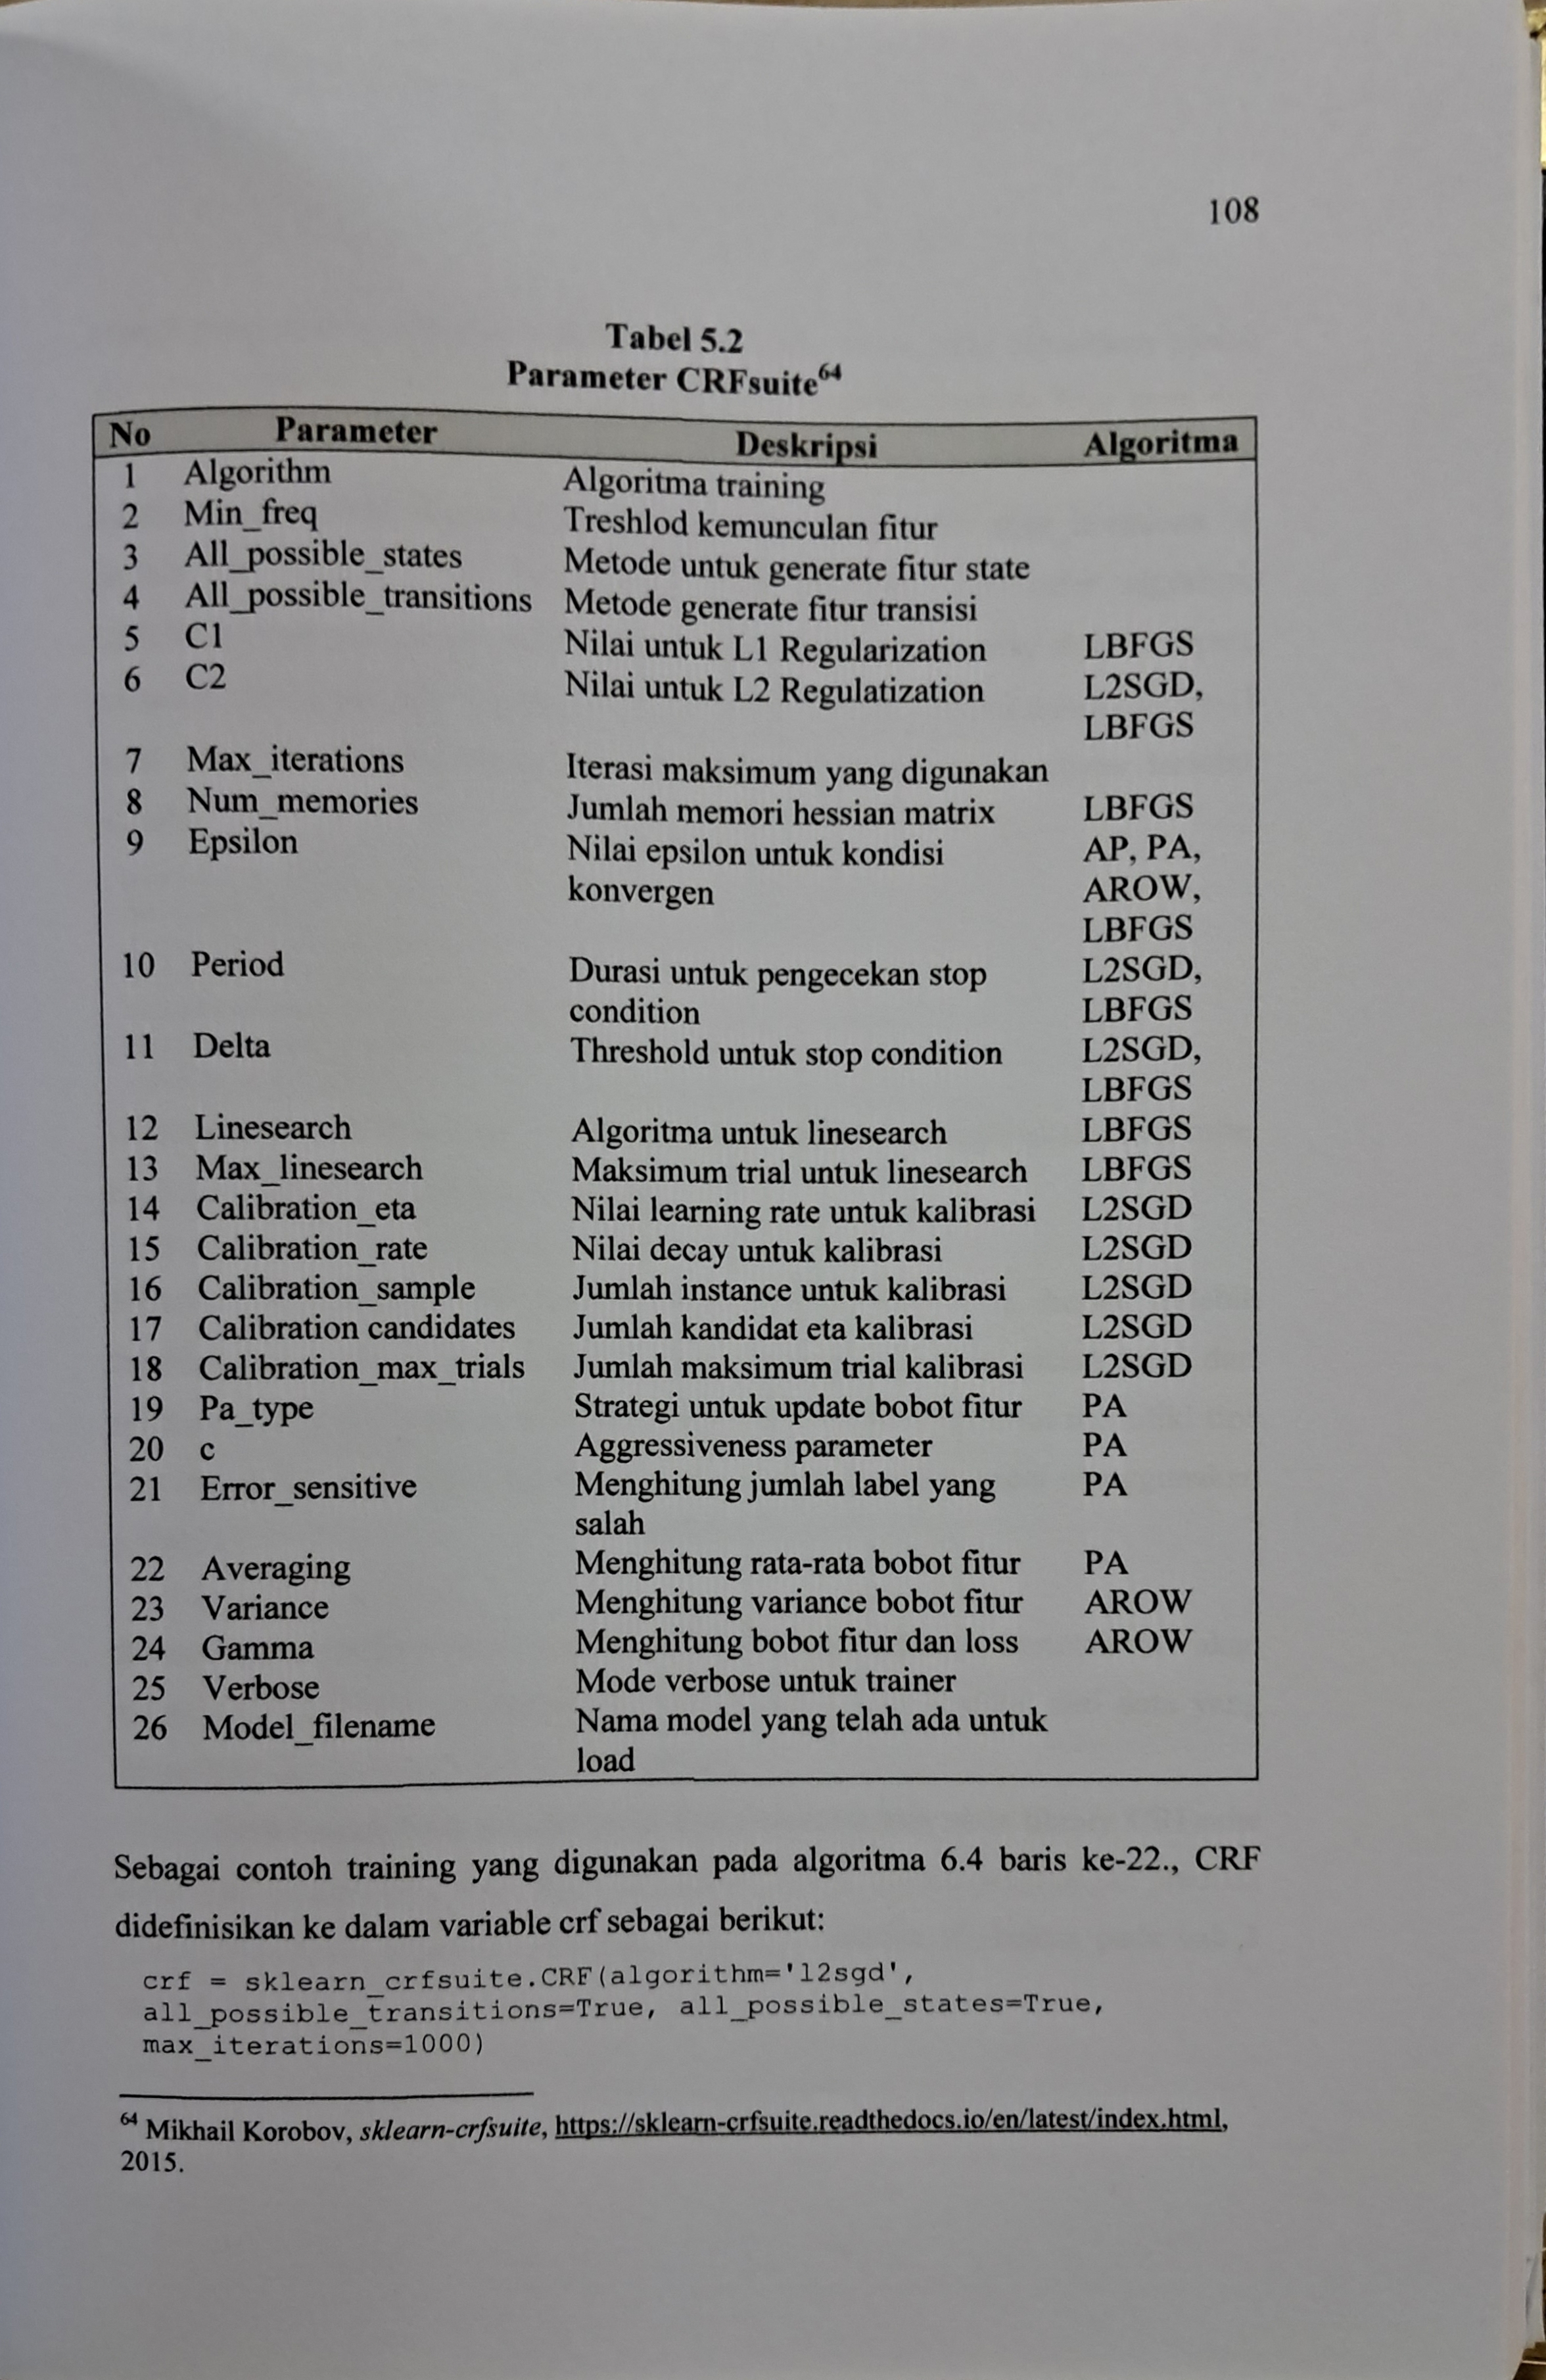 108
Tabel 5.2
Parameter CRFsuite64
No Parameter Deskripsi Algoritma
1 Algorithm Algoritma training
2 Min_freq Treshlod kemunculan fitur
3 All_possible_states Metode untuk generate fitur state
4 All_possible_transitions Metode generate fitur transisi
5 C1 Nilai untuk L1 Regularization LBFGS
6 C2 Nilai untuk L2 Regulatization L2SGD,
LBFGS
7 Max_iterations Iterasi maksimum yang digunakan
8 Num_memories Jumlah memori hessian matrix LBFGS
9 Epsilon Nilai epsilon untuk kondisi AP, PA,
konvergen AROW,
LBFGS
10 Period Durasi untuk pengecekan stop L2SGD,
condition LBFGS
11 Delta Threshold untuk stop condition L2SGD,
LBFGS
12 Linesearch Algoritma untuk linesearch LBFGS
13 Max_linesearch Maksimum trial untuk linesearch LBFGS
14 Calibration_eta Nilai learning rate untuk kalibrasi L2SGD
15 Calibration_rate Nilai decay untuk kalibrasi L2SGD
16 Calibration_sample Jumlah instance untuk kalibrasi L2SGD
17 Calibration candidates Jumlah kandidat eta kalibrasi L2SGD
18 Calibration_max_trials Jumlah maksimum trial kalibrasi L2SGD
19 Pa_type Strategi untuk update bobot fitur PA
20 c Aggressiveness parameter PA
21 Error_sensitive Menghitung jumlah label yang PA
salah
22 Averaging Menghitung rata-rata bobot fitur PA
23 Variance Menghitung variance bobot fitur AROW
24 Gamma Menghitung bobot fitur dan loss AROW
25 Verbose Mode verbose untuk trainer
26 Model_filename Nama model yang telah ada untuk
load
Sebagai contoh training yang digunakan pada algoritma 6.4 baris ke-22., CRF
didefinisikan ke dalam variable crf sebagai berikut:
crf = sklearn_crfsuite.CRF(algorithm='l2sgd',
all_possible_transitions=True, all_possible_states=True,
max_iterations=1000)
64 Mikhail Korobov, sklearn-crfsuite, https://sklearn-crfsuite.readthedocs.io/en/latest/index.html,
2015.